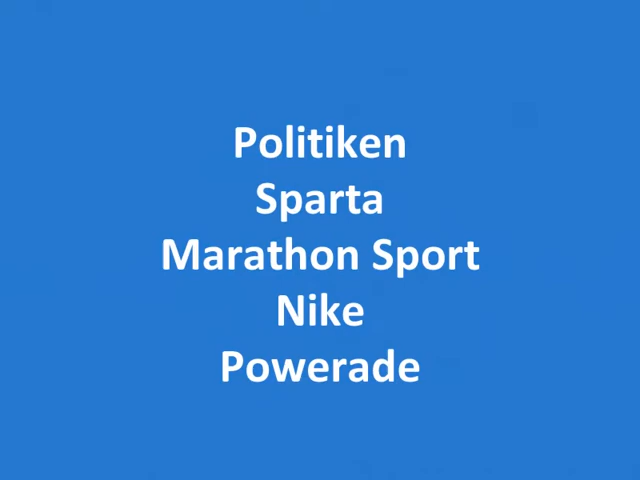 Politiken
Sparta
Marathon Sport
Nike
Powerade